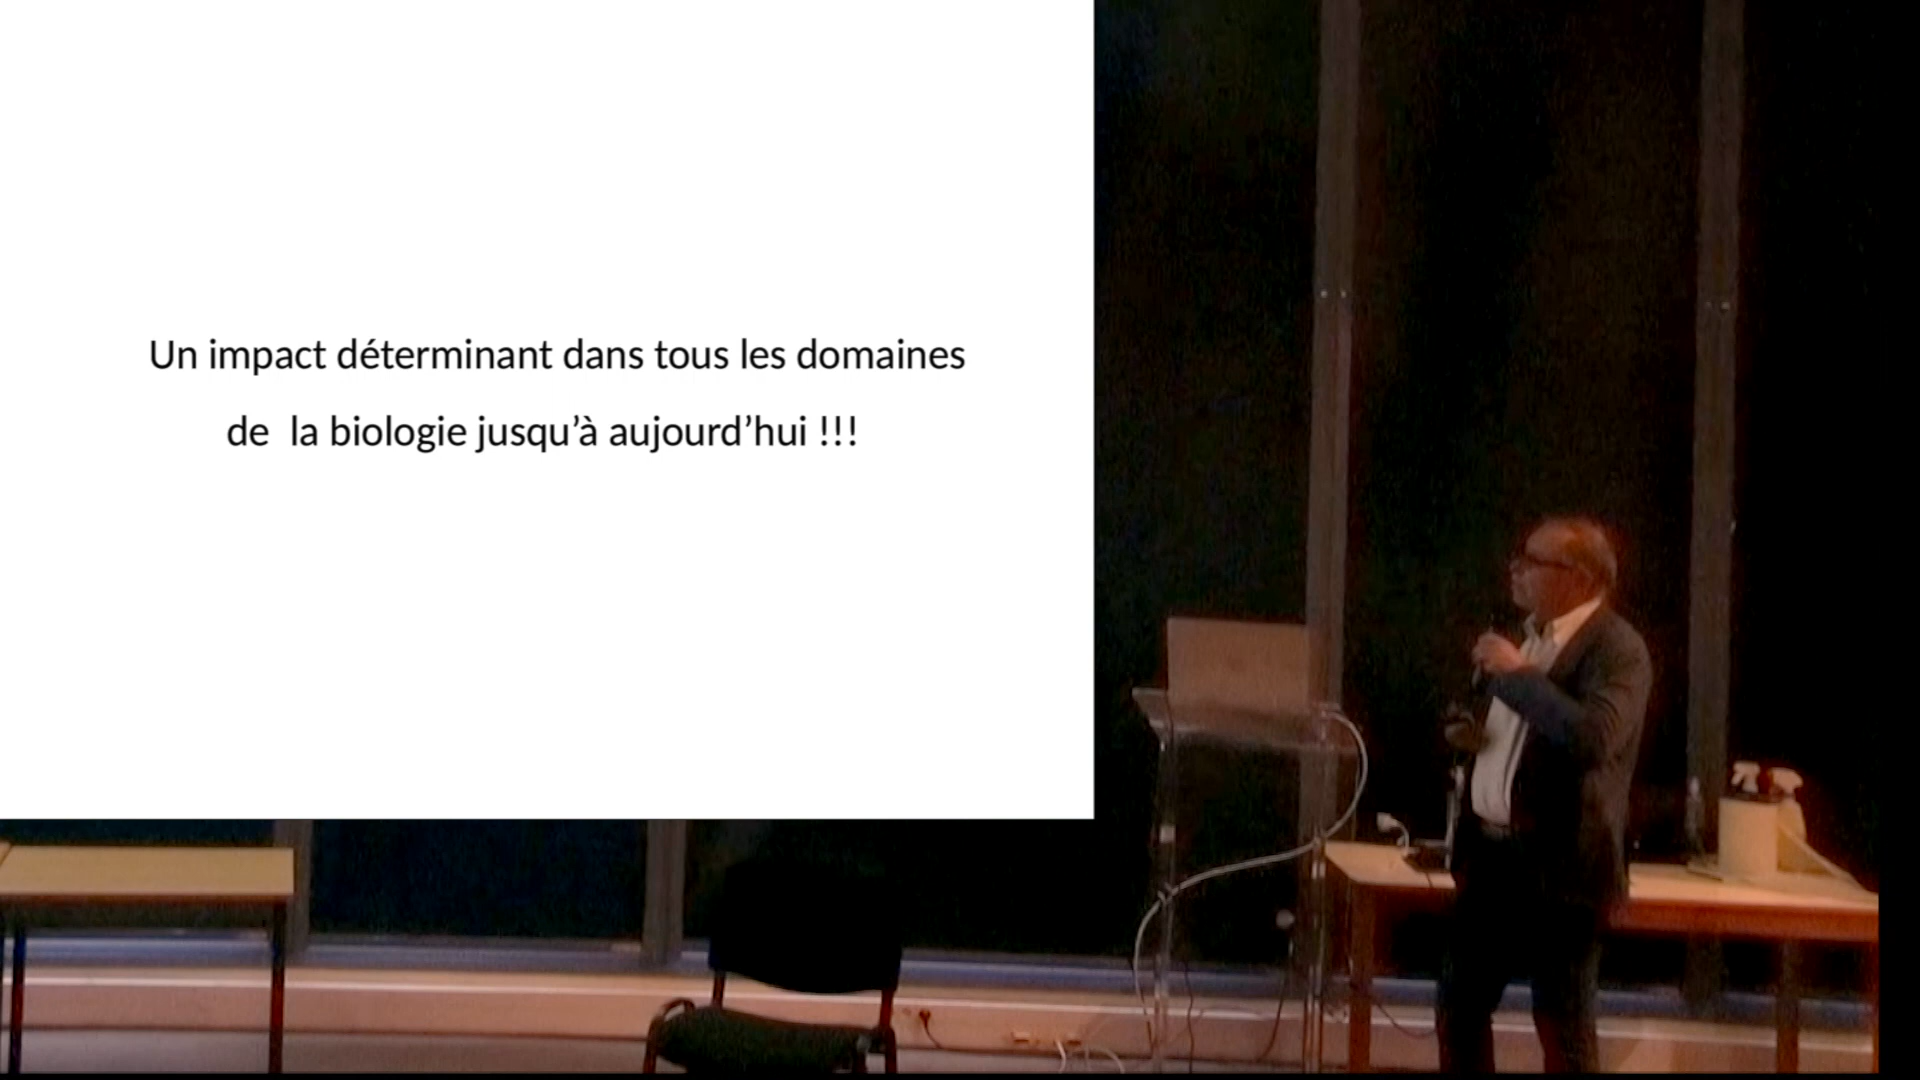 Un impact déterminant dans tous les domaines
de  la biologie jusqu’à aujourd’hui !!!